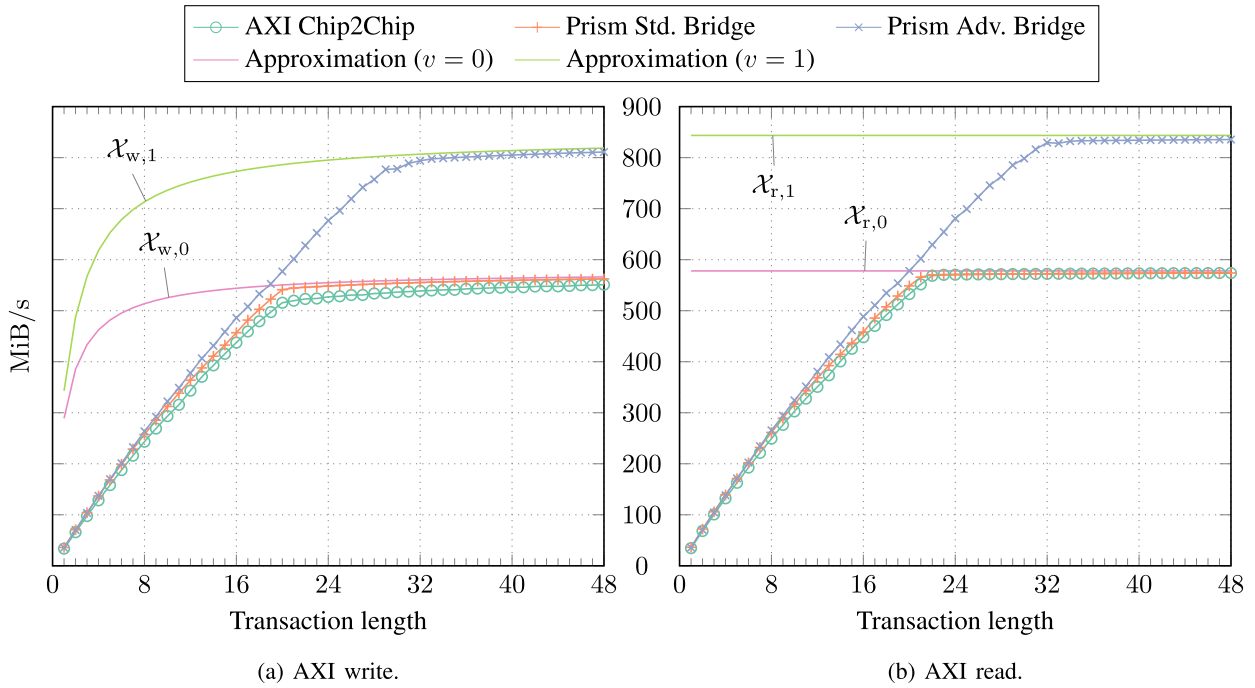 AXI Chip2Chip Prism Std. Bridge Prism Adv. Bridge
Approximation (v = 0) Approximation (v = 1)
MiB/s
𝒳w,1
𝒳w,0
0 8 16 24 32 40 48
Transaction length
(a) AXI write.
900
800
700
600
500
400
300
200
100
0
𝒳r,1
𝒳r,0
0 8 16 24 32 40 48
Transaction length
(b) AXI read.